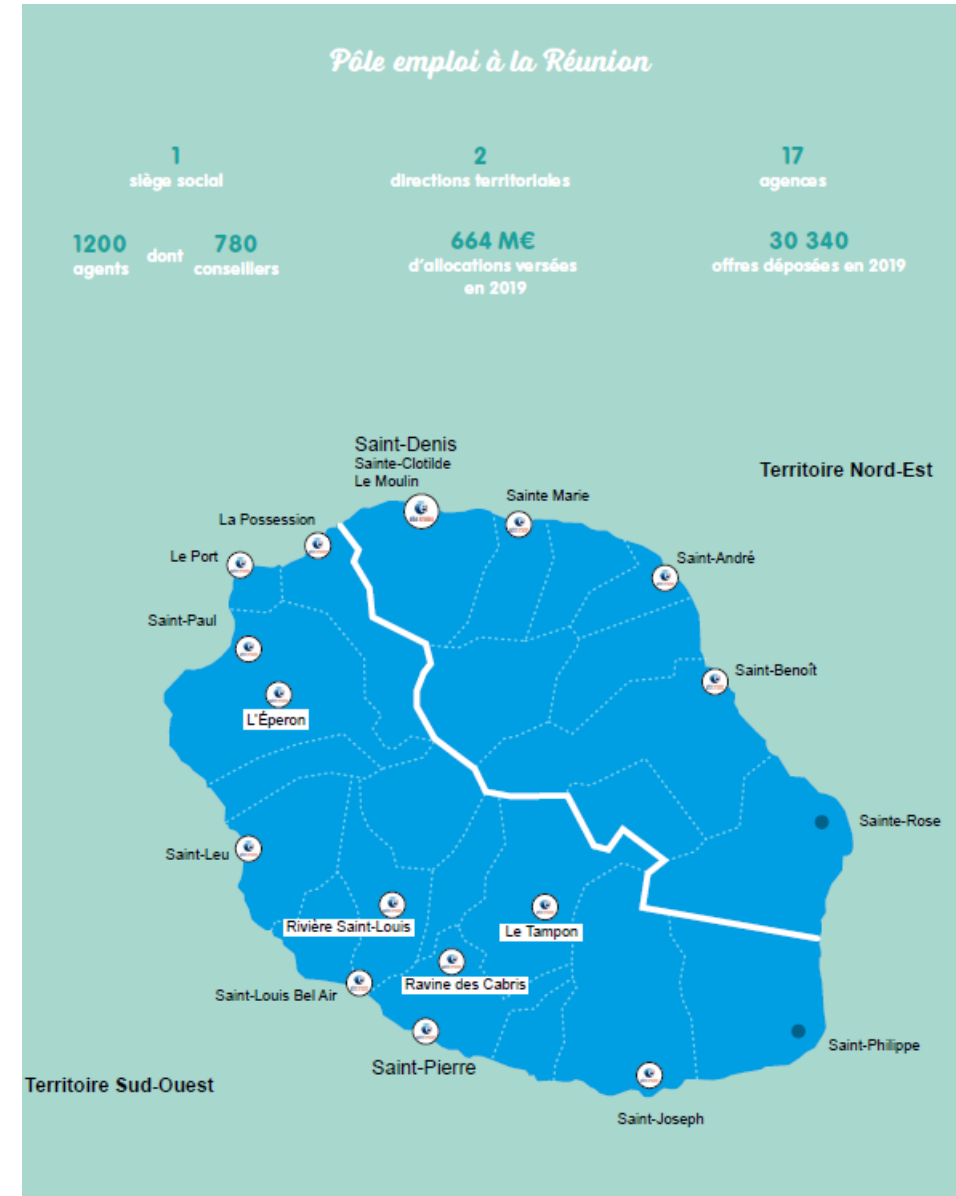 Pôle emploi à la Réunion
1
siège social
2
directions territoriales
17
agences
1200
agents
dont
780
conseillers
664 M€
d'allocations versées
en 2019
30 340
offres déposées en 2019
Saint-Denis
Sainte-Clotilde
Le Moulin
Territoire Nord-Est
Sainte Marie
La Possession
Le Port
Saint-André
Saint-Paul
Saint-Benoît
L'Éperon
Sainte-Rose
Saint-Leu
Rivière Saint-Louis
Le Tampon
Ravine des Cabris
Saint-Louis Bel Air
Saint-Philippe
Saint-Pierre
Territoire Sud-Ouest
Saint-Joseph